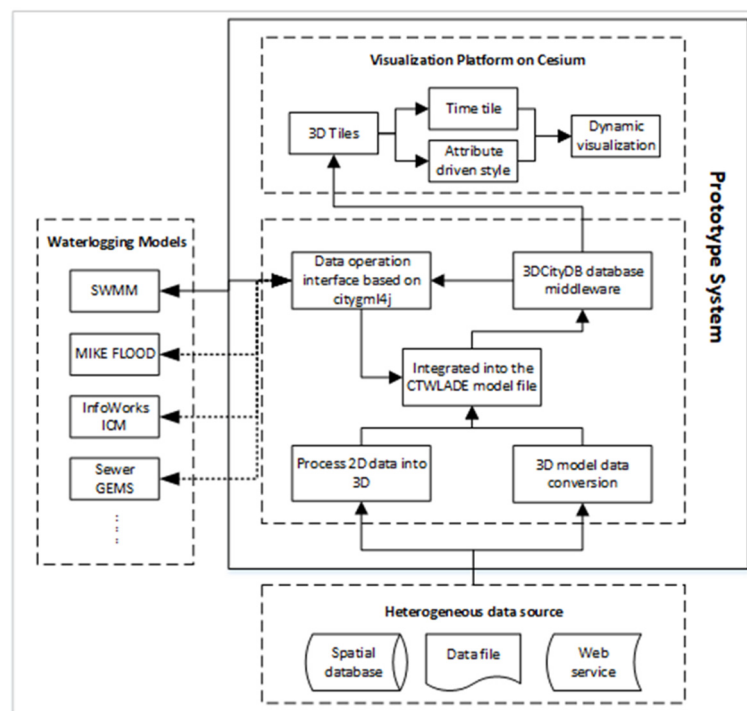 Visualization Platform on Cesium
3D Tiles
Time tile
Attribute
driven style
Dynamic
visualization
Prototype System
Waterlogging Models
SWMM
MIKE FLOOD
InfoWorks
ICM
Sewer
GEMS
⋮
Data operation
interface based on
citygml4j
3DCityDB database
middleware
Integrated into the
CTWLADE model file
Process 2D data into
3D
3D model data
conversion
Heterogeneous data source
Spatial
database
Data file
Web
service